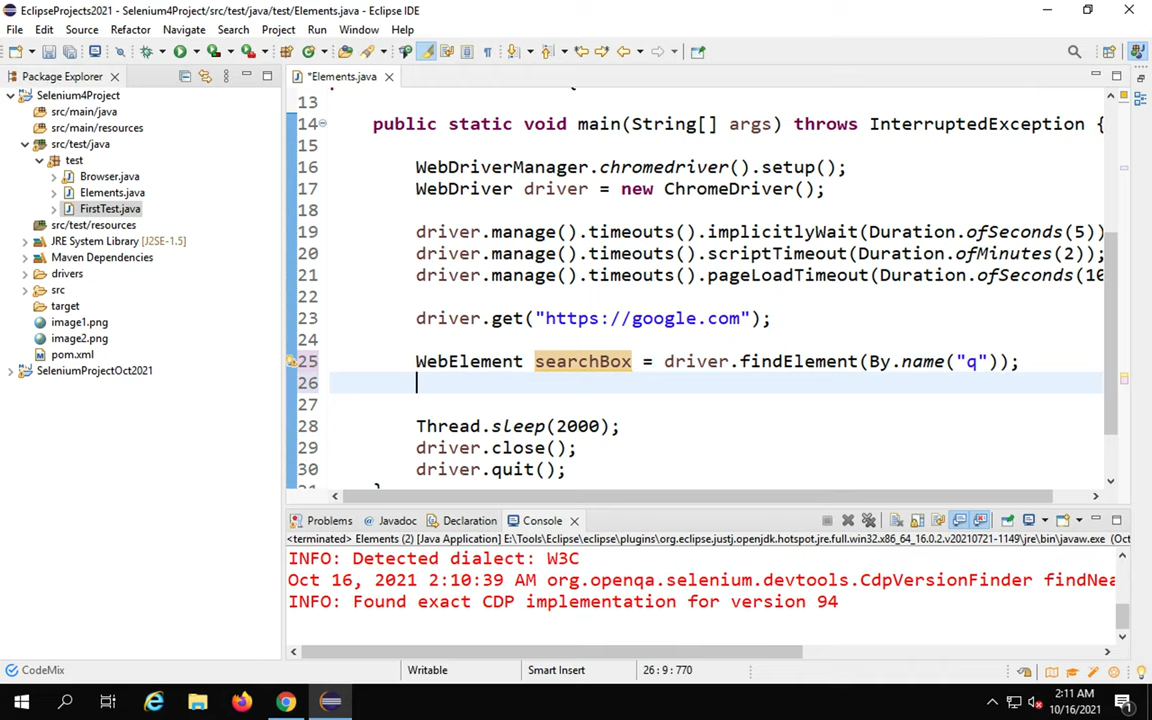 EclipseProjects2021 - Selenium4Project/src/test/java/test/Elements.java - Eclipse IDE
File Edit Source Refactor Navigate Search Project Run Window Help
Package Explorer
*Elements.java
Selenium4Project
src/main/java
src/main/resources
src/test/java
test
Browser.java
Elements.java
FirstTest.java
src/test/resources
JRE System Library [J2SE-1.5]
Maven Dependencies
drivers
src
target
image1.png
image2.png
pom.xml
SeleniumProjectOct2021
13
14 public static void main(String[] args) throws InterruptedException {
15
16 WebDriverManager.chromedriver().setup();
17 WebDriver driver = new ChromeDriver();
18
19 driver.manage().timeouts().implicitlyWait(Duration.ofSeconds(5))
20 driver.manage().timeouts().scriptTimeout(Duration.ofMinutes(2));
21 driver.manage().timeouts().pageLoadTimeout(Duration.ofSeconds(10
22
23 driver.get("https://google.com");
24
25 WebElement searchBox = driver.findElement(By.name("q"));
26
27
28 Thread.sleep(2000);
29 driver.close();
30 driver.quit();
Problems Javadoc Declaration Console
<terminated> Elements (2) [Java Application] E:\Tools\Eclipse\eclipse\plugins\org.eclipse.justj.openjdk.hotspot.jre.full.win32.x86_64_16.0.2.v20210721-1149\jre\bin\javaw.exe (Oct
INFO: Detected dialect: W3C
Oct 16, 2021 2:10:39 AM org.openqa.selenium.devtools.CdpVersionFinder findNea
INFO: Found exact CDP implementation for version 94
CodeMix Writable Smart Insert 26 : 9 : 770
2:11 AM
10/16/2021
1